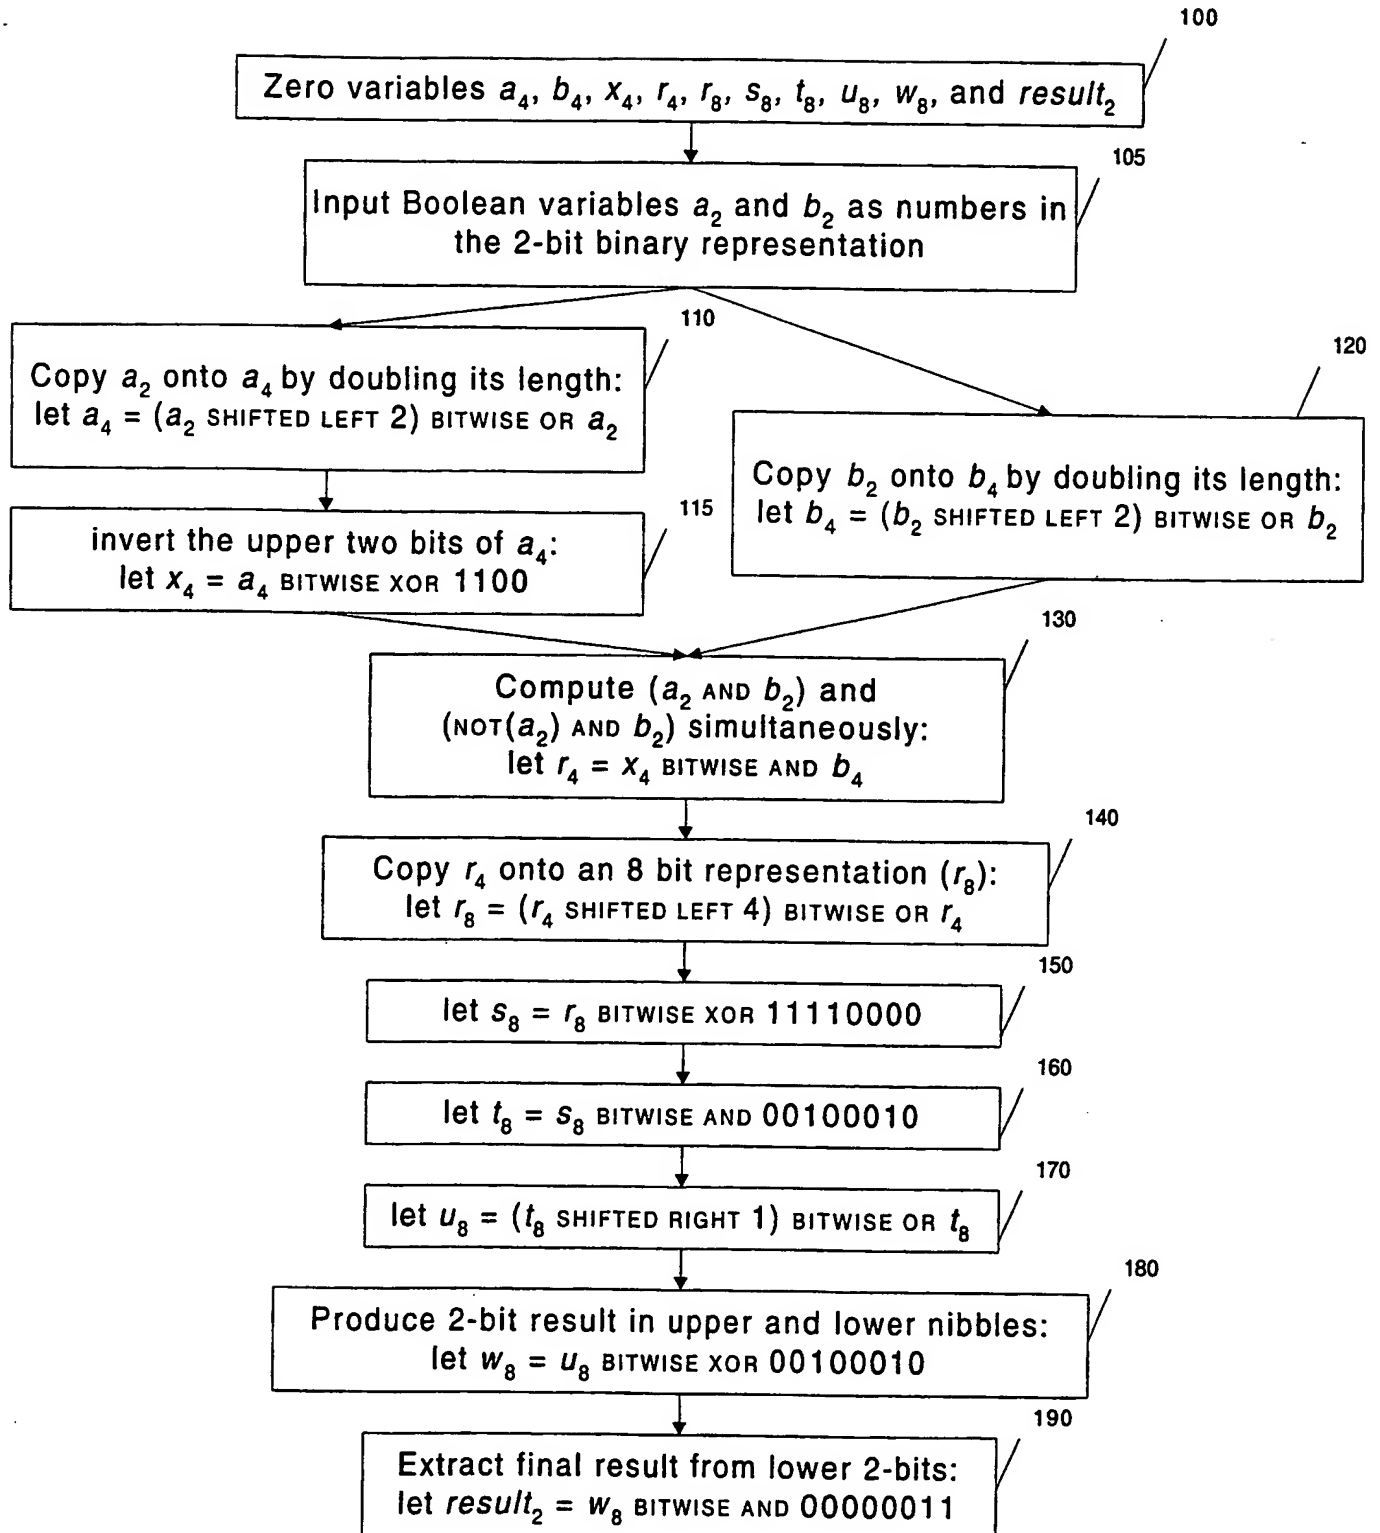 100
Zero variables a₄, b₄, x₄, r₄, r₈, s₈, t₈, u₈, w₈, and result₂
105
Input Boolean variables a₂ and b₂ as numbers in
the 2-bit binary representation
110
Copy a₂ onto a₄ by doubling its length:
let a₄ = (a₂ SHIFTED LEFT 2) BITWISE OR a₂
120
Copy b₂ onto b₄ by doubling its length:
let b₄ = (b₂ SHIFTED LEFT 2) BITWISE OR b₂
115
invert the upper two bits of a₄:
let x₄ = a₄ BITWISE XOR 1100
130
Compute (a₂ AND b₂) and
(NOT(a₂) AND b₂) simultaneously:
let r₄ = x₄ BITWISE AND b₄
140
Copy r₄ onto an 8 bit representation (r₈):
let r₈ = (r₄ SHIFTED LEFT 4) BITWISE OR r₄
150
let s₈ = r₈ BITWISE XOR 11110000
160
let t₈ = s₈ BITWISE AND 00100010
170
let u₈ = (t₈ SHIFTED RIGHT 1) BITWISE OR t₈
180
Produce 2-bit result in upper and lower nibbles:
let w₈ = u₈ BITWISE XOR 00100010
190
Extract final result from lower 2-bits:
let result₂ = w₈ BITWISE AND 00000011